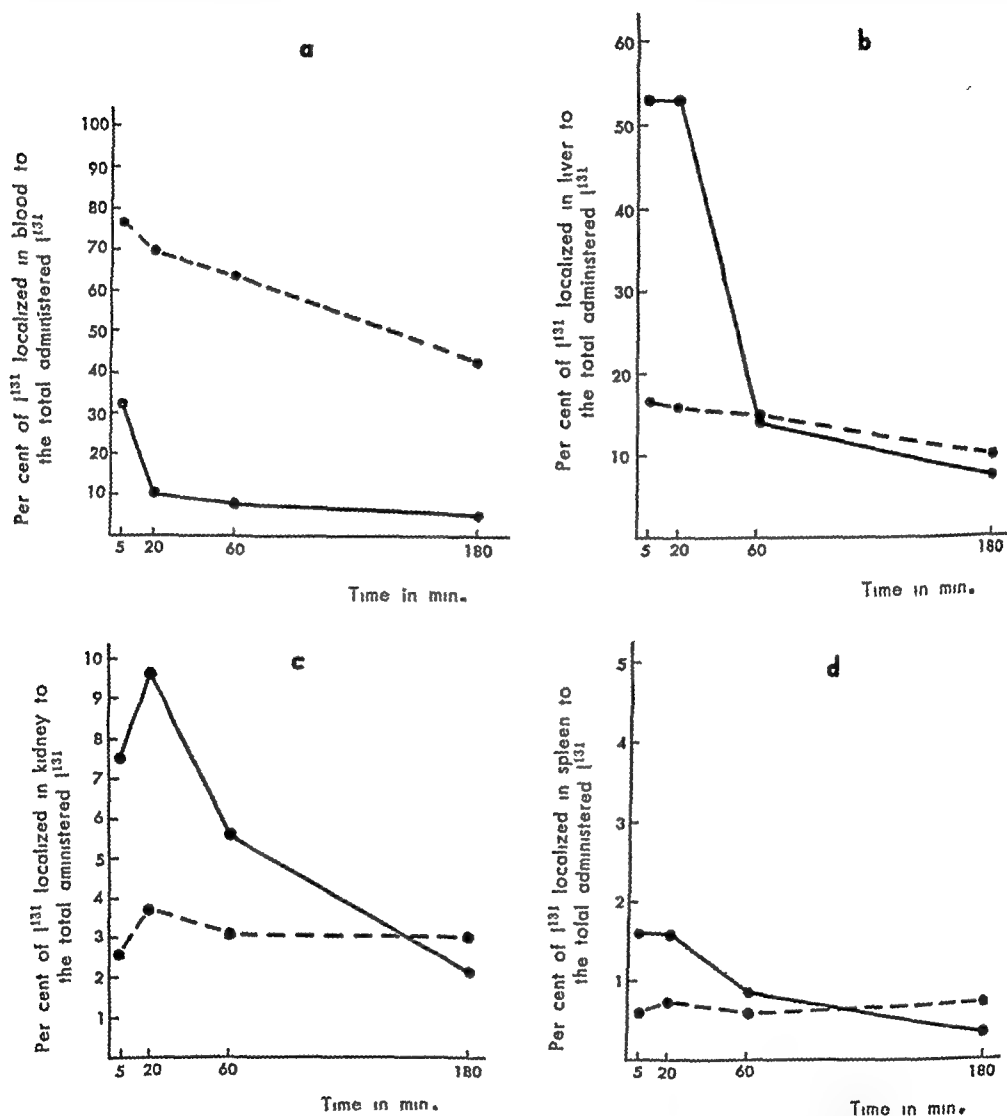 a
Per cent of I¹³¹ localized in blood to
the total administered I¹³¹
100
90
80
70
60
50
40
30
20
10
5 20 60 180
Time in min.
b
Per cent of I¹³¹ localized in liver to
the total administered I¹³¹
60
50
40
30
20
10
5 20 60 180
Time in min.
c
Per cent of I¹³¹ localized in kidney to
the total aministered I¹³¹
10
9
8
7
6
5
4
3
2
1
5 20 60 180
Time in min.
d
Per cent of I¹³¹ localized in spleen to
the total administered I¹³¹
5
4
3
2
1
5 20 60 180
Time in min.